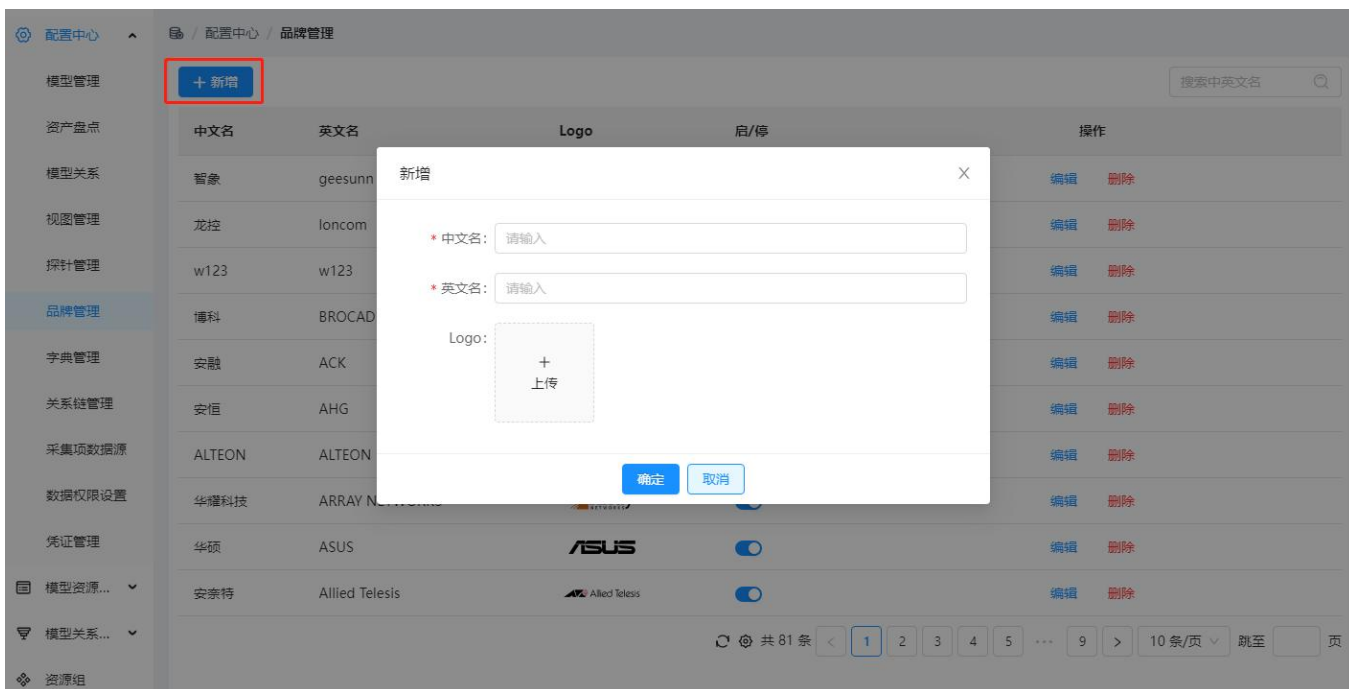 配置中心
配置中心 / 品牌管理
模型管理
资产盘点
模型关系
视图管理
探针管理
品牌管理
字典管理
关系链管理
采集项数据源
数据权限设置
凭证管理
模型资源...
模型关系...
资源组
+ 新增
搜索中英文名
中文名 英文名 Logo 启/停 操作
智象 geesunn 编辑 删除
龙控 loncom 编辑 删除
w123 w123 编辑 删除
博科 BROCAD 编辑 删除
安融 ACK 编辑 删除
安恒 AHG 编辑 删除
ALTEON ALTEON 编辑 删除
华耀科技 ARRAY NETWORKS 编辑 删除
华硕 ASUS ASUS 编辑 删除
安奈特 Allied Telesis Allied Telesis 编辑 删除
共 81 条 < 1 2 3 4 5 ··· 9 > 10 条/页 跳至 页
新增
* 中文名: 请输入
* 英文名: 请输入
Logo:
+
上传
确定 取消